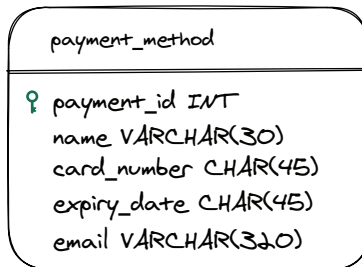 payment_method
payment_id INT
name VARCHAR(30)
card_number CHAR(45)
expiry_date CHAR(45)
email VARCHAR(320)